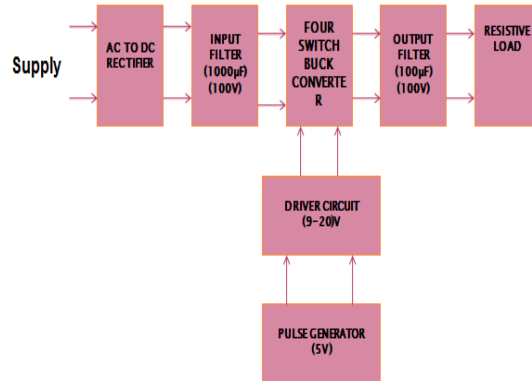 Supply
AC TO DC
RECTIFIER
INPUT
FILTER
(1000µF)
(100V)
FOUR
SWITCH
BUCK
CONVERTE
R
OUTPUT
FILTER
(100µF)
(100V)
RESISTIVE
LOAD
DRIVER CIRCUIT
(9-20)V
PULSE GENERATOR
(5V)